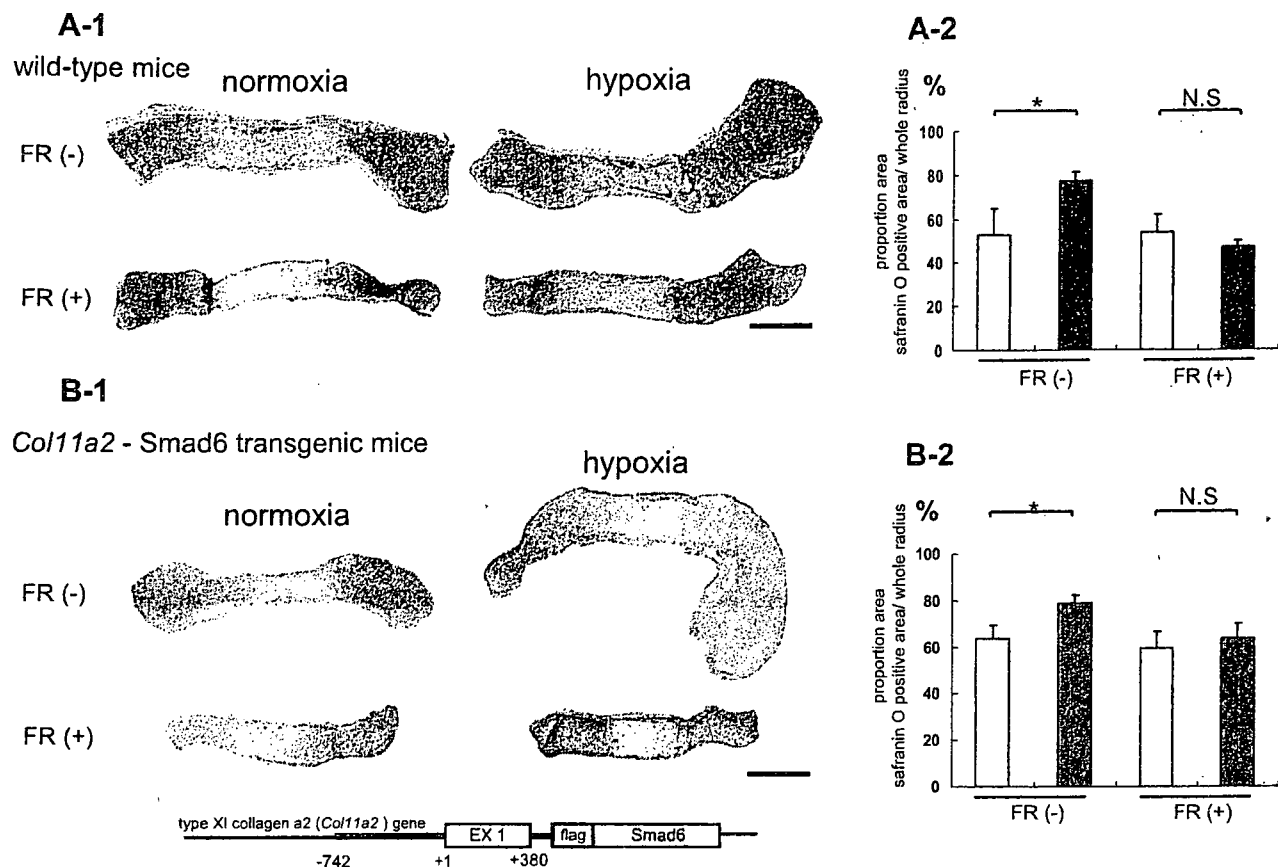 A-1
wild-type mice
normoxia
hypoxia
FR (-)
FR (+)
A-2
%
*
N.S
proportion area
safranin O positive area/ whole radius
100
80
60
40
20
0
FR (-)
FR (+)
B-1
Col11a2 - Smad6 transgenic mice
normoxia
hypoxia
FR (-)
FR (+)
type XI collagen a2 (Col11a2 ) gene
EX 1
flag
Smad6
-742
+1
+380
B-2
%
*
N.S
proportion area
safranin O positive area/ whole radius
100
80
60
40
20
0
FR (-)
FR (+)